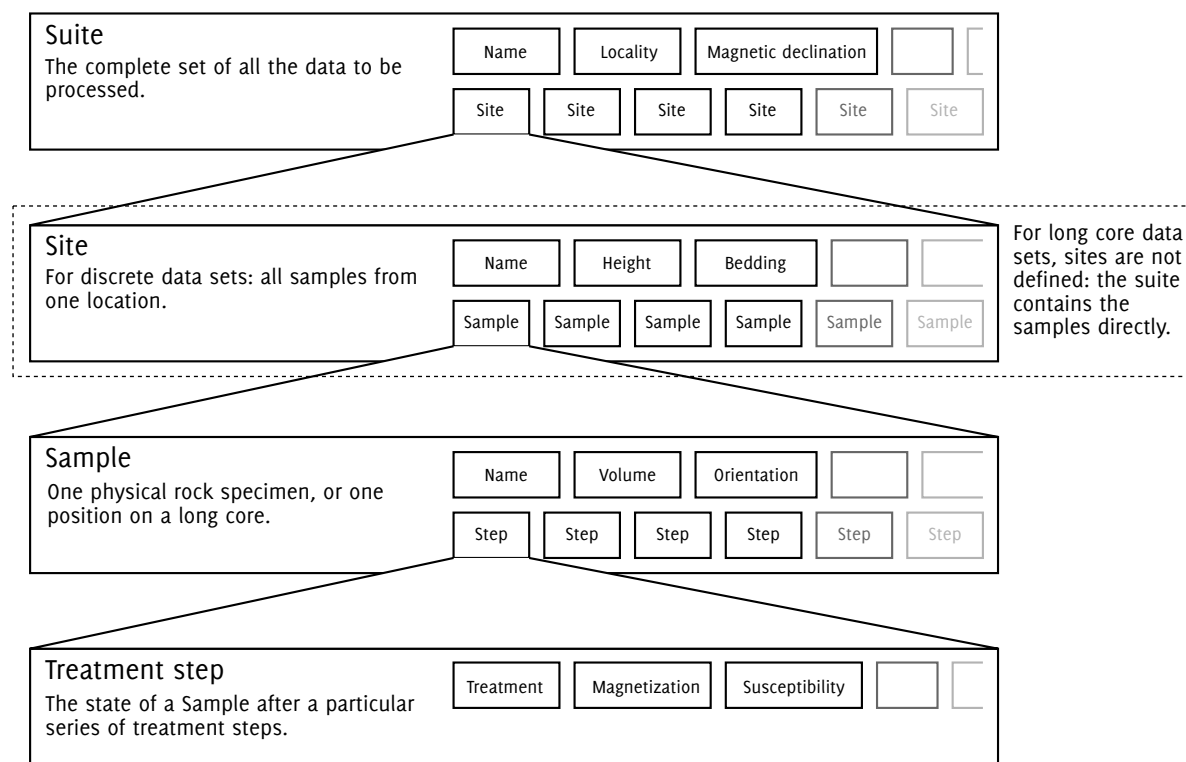 Suite
The complete set of all the data to be
processed.
Name Locality Magnetic declination
Site Site Site Site Site Site
Site
For discrete data sets: all samples from
one location.
Name Height Bedding
Sample Sample Sample Sample Sample Sample
For long core data
sets, sites are not
defined: the suite
contains the
samples directly.
Sample
One physical rock specimen, or one
position on a long core.
Name Volume Orientation
Step Step Step Step Step Step
Treatment step
The state of a Sample after a particular
series of treatment steps.
Treatment Magnetization Susceptibility